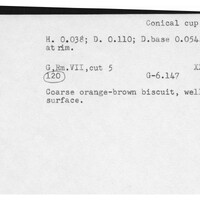 Conical cup
H. 0.038; D. 0.110; D.base 0.054
at rim.
G,Rm.VII,cut 5
120
G-6.147
Coarse orange-brown biscuit, well
surface.